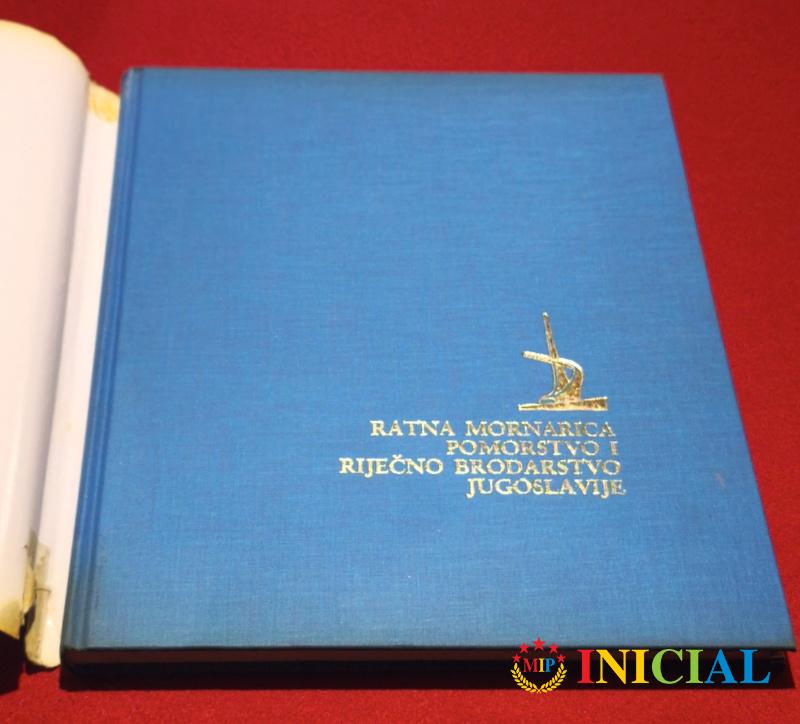 RATNA MORNARICA
POMORSTVO I
RIJEČNO BRODARSTVO
JUGOSLAVIJE
MIP INICIAL